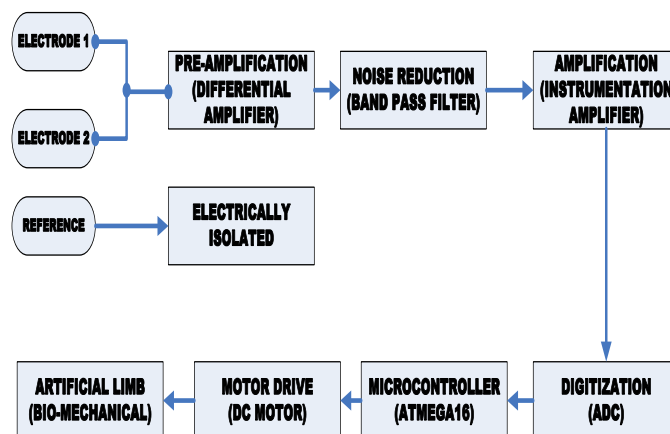 ELECTRODE 1
ELECTRODE 2
PRE-AMPLIFICATION
(DIFFERENTIAL
AMPLIFIER)
NOISE REDUCTION
(BAND PASS FILTER)
AMPLIFICATION
(INSTRUMENTATION
AMPLIFIER)
REFERENCE
ELECTRICALLY
ISOLATED
ARTIFICIAL LIMB
(BIO-MECHANICAL)
MOTOR DRIVE
(DC MOTOR)
MICROCONTROLLER
(ATMEGA16)
DIGITIZATION
(ADC)